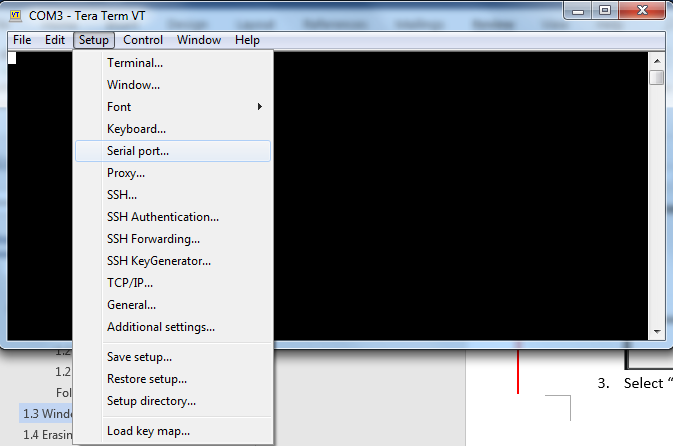 COM3 - Tera Term VT
File Edit Setup Control Window Help
Terminal...
Window...
Font
Keyboard...
Serial port...
Proxy...
SSH...
SSH Authentication...
SSH Forwarding...
SSH KeyGenerator...
TCP/IP...
General...
Additional settings...
Save setup...
Restore setup...
Setup directory...
Load key map...
1.2
1.2
Fol
1.3 Windo
1.4 Erasin
3. Select “